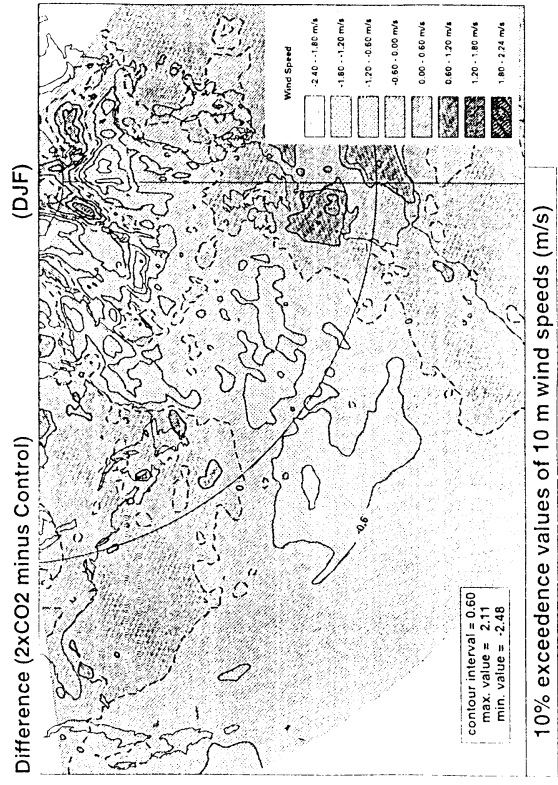 Difference (2xCO2 minus Control) (DJF)
Wind Speed
-2.40 - -1.80 m/s
-1.80 - -1.20 m/s
-1.20 - -0.60 m/s
-0.60 - 0.00 m/s
0.00 - 0.60 m/s
0.60 - 1.20 m/s
1.20 - 1.80 m/s
1.80 - 2.24 m/s
-0.6
contour interval = 0.60
max. value = 2.11
min. value = -2.48
10% exceedence values of 10 m wind speeds (m/s)